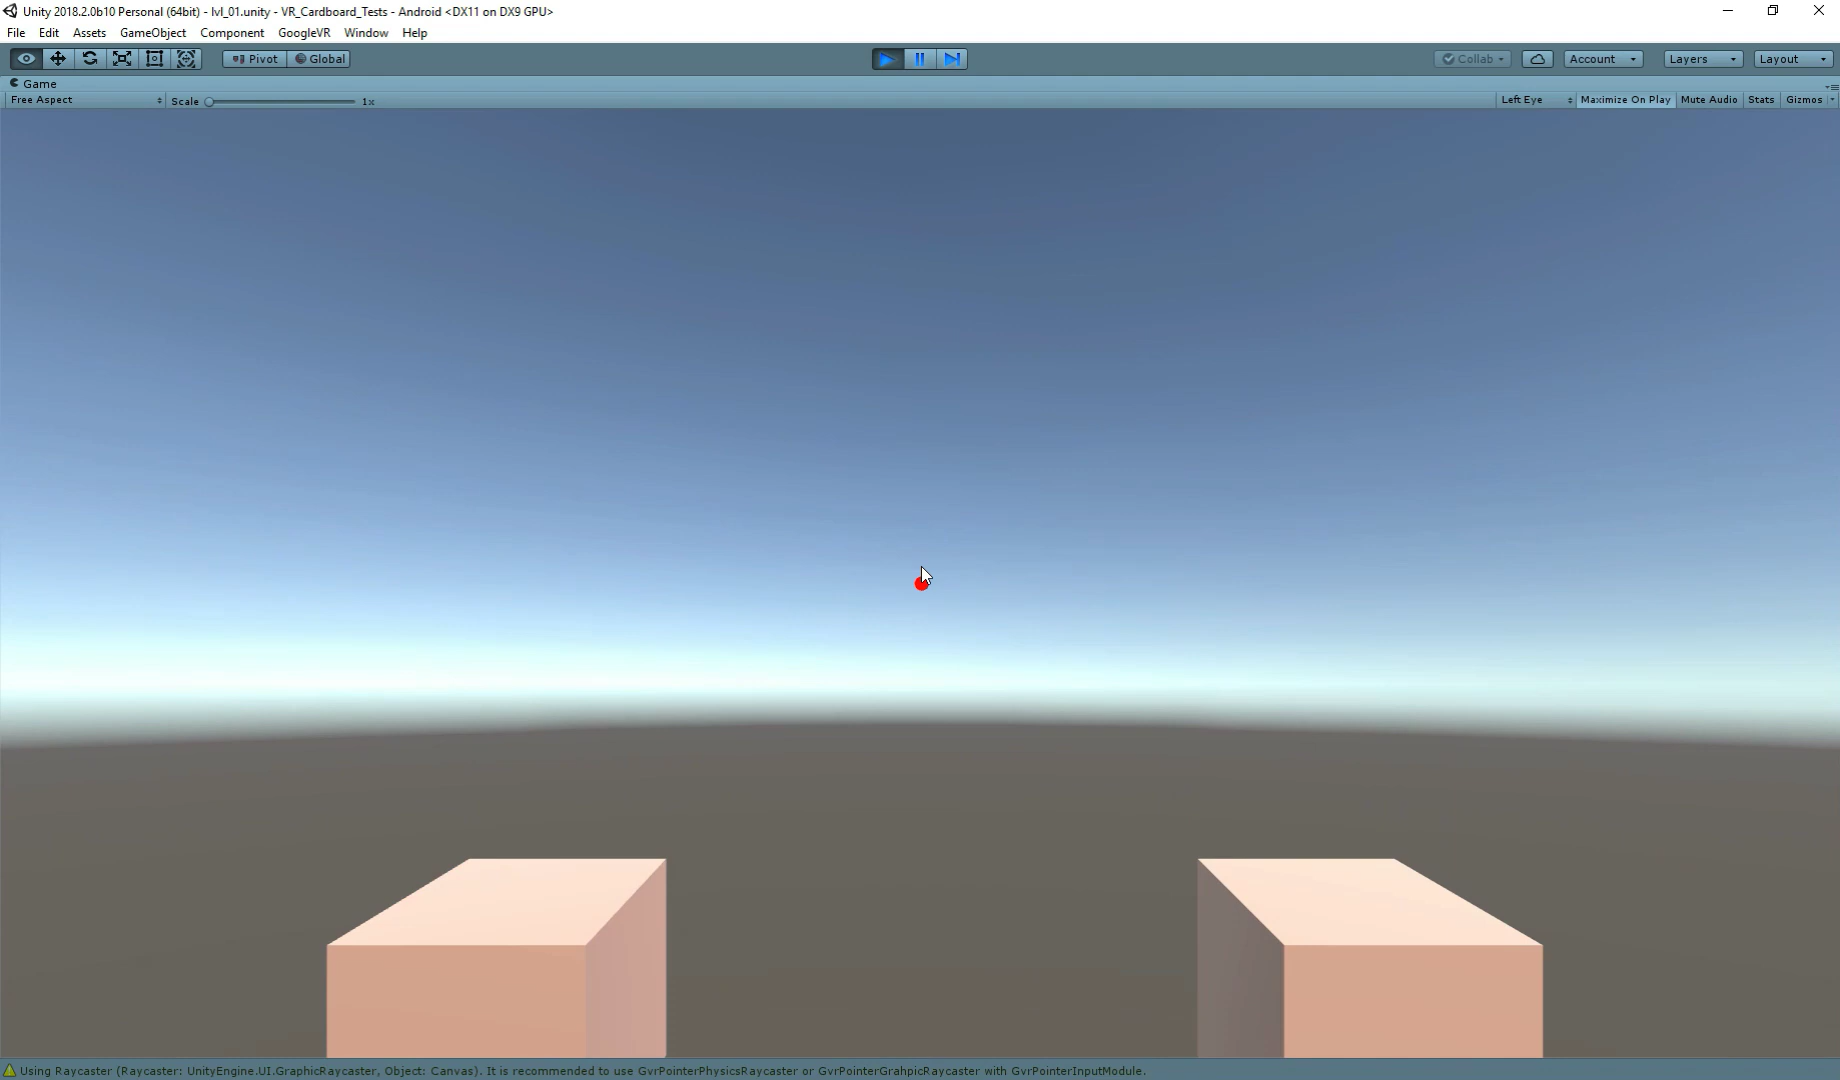 Unity 2018.2.0b10 Personal (64bit) - lvl_01.unity - VR_Cardboard_Tests - Android <DX11 on DX9 GPU>
File Edit Assets GameObject Component GoogleVR Window Help
Pivot Global Collab Account Layers Layout
Game
Free Aspect Scale 1x Left Eye Maximize On Play Mute Audio Stats Gizmos
Using Raycaster (Raycaster: UnityEngine.UI.GraphicRaycaster, Object: Canvas). It is recommended to use GvrPointerPhysicsRaycaster or GvrPointerGrahpicRaycaster with GvrPointerInputModule.